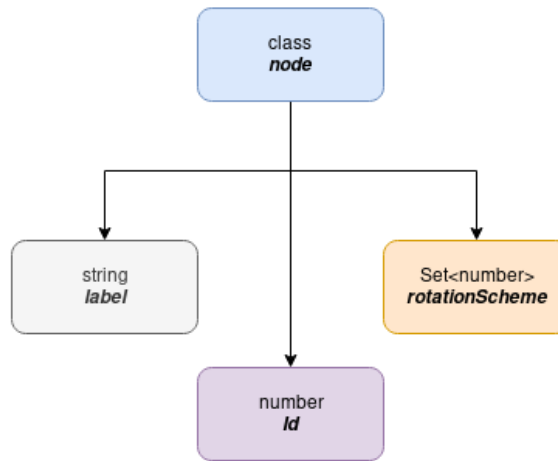 class
node
string
label
Set<number>
rotationScheme
number
Id